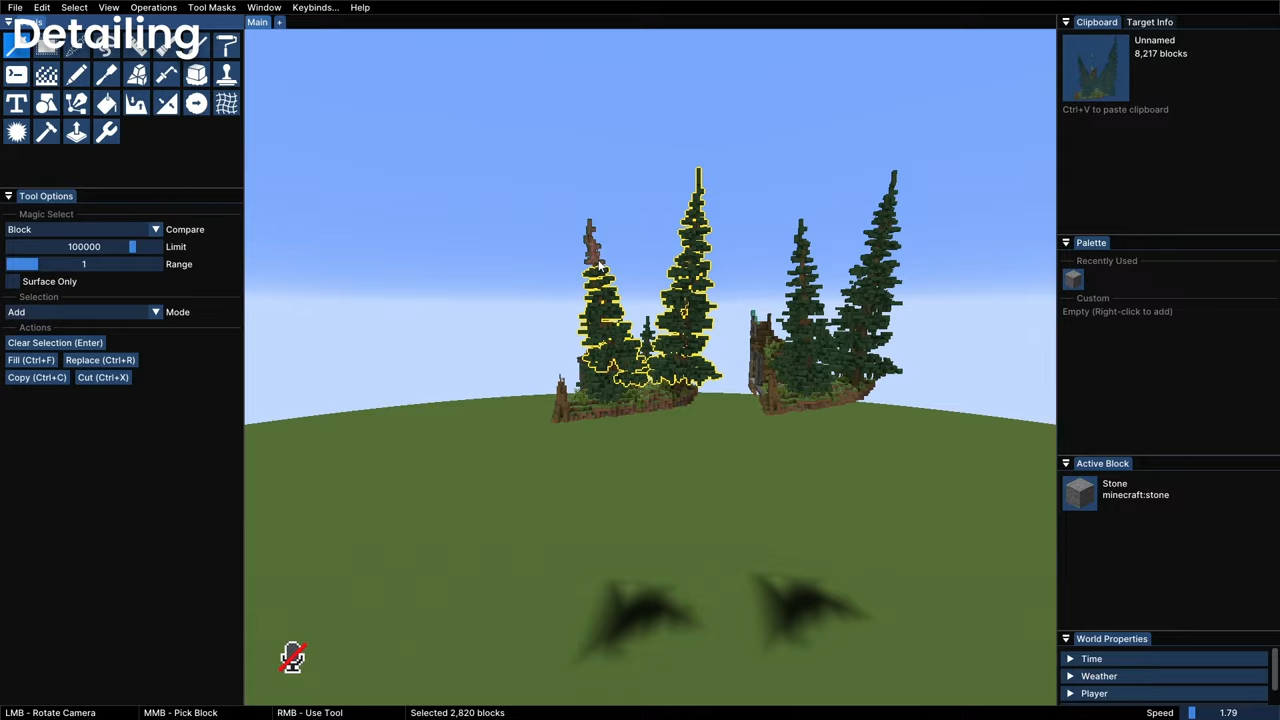 File Edit Select View Operations Tool Masks Window Keybinds... Help
Detailing
Main +
Clipboard Target Info
Unnamed
8,217 blocks
Ctrl+V to paste clipboard
Tool Options
Magic Select
Block Compare
100000 Limit
1 Range
Surface Only
Selection
Add Mode
Actions
Clear Selection (Enter)
Fill (Ctrl+F) Replace (Ctrl+R)
Copy (Ctrl+C) Cut (Ctrl+X)
Palette
Recently Used
Custom
Empty (Right-click to add)
Active Block
Stone
minecraft:stone
World Properties
Time
Weather
Player
LMB - Rotate Camera MMB - Pick Block RMB - Use Tool Selected 2,820 blocks Speed 1.79